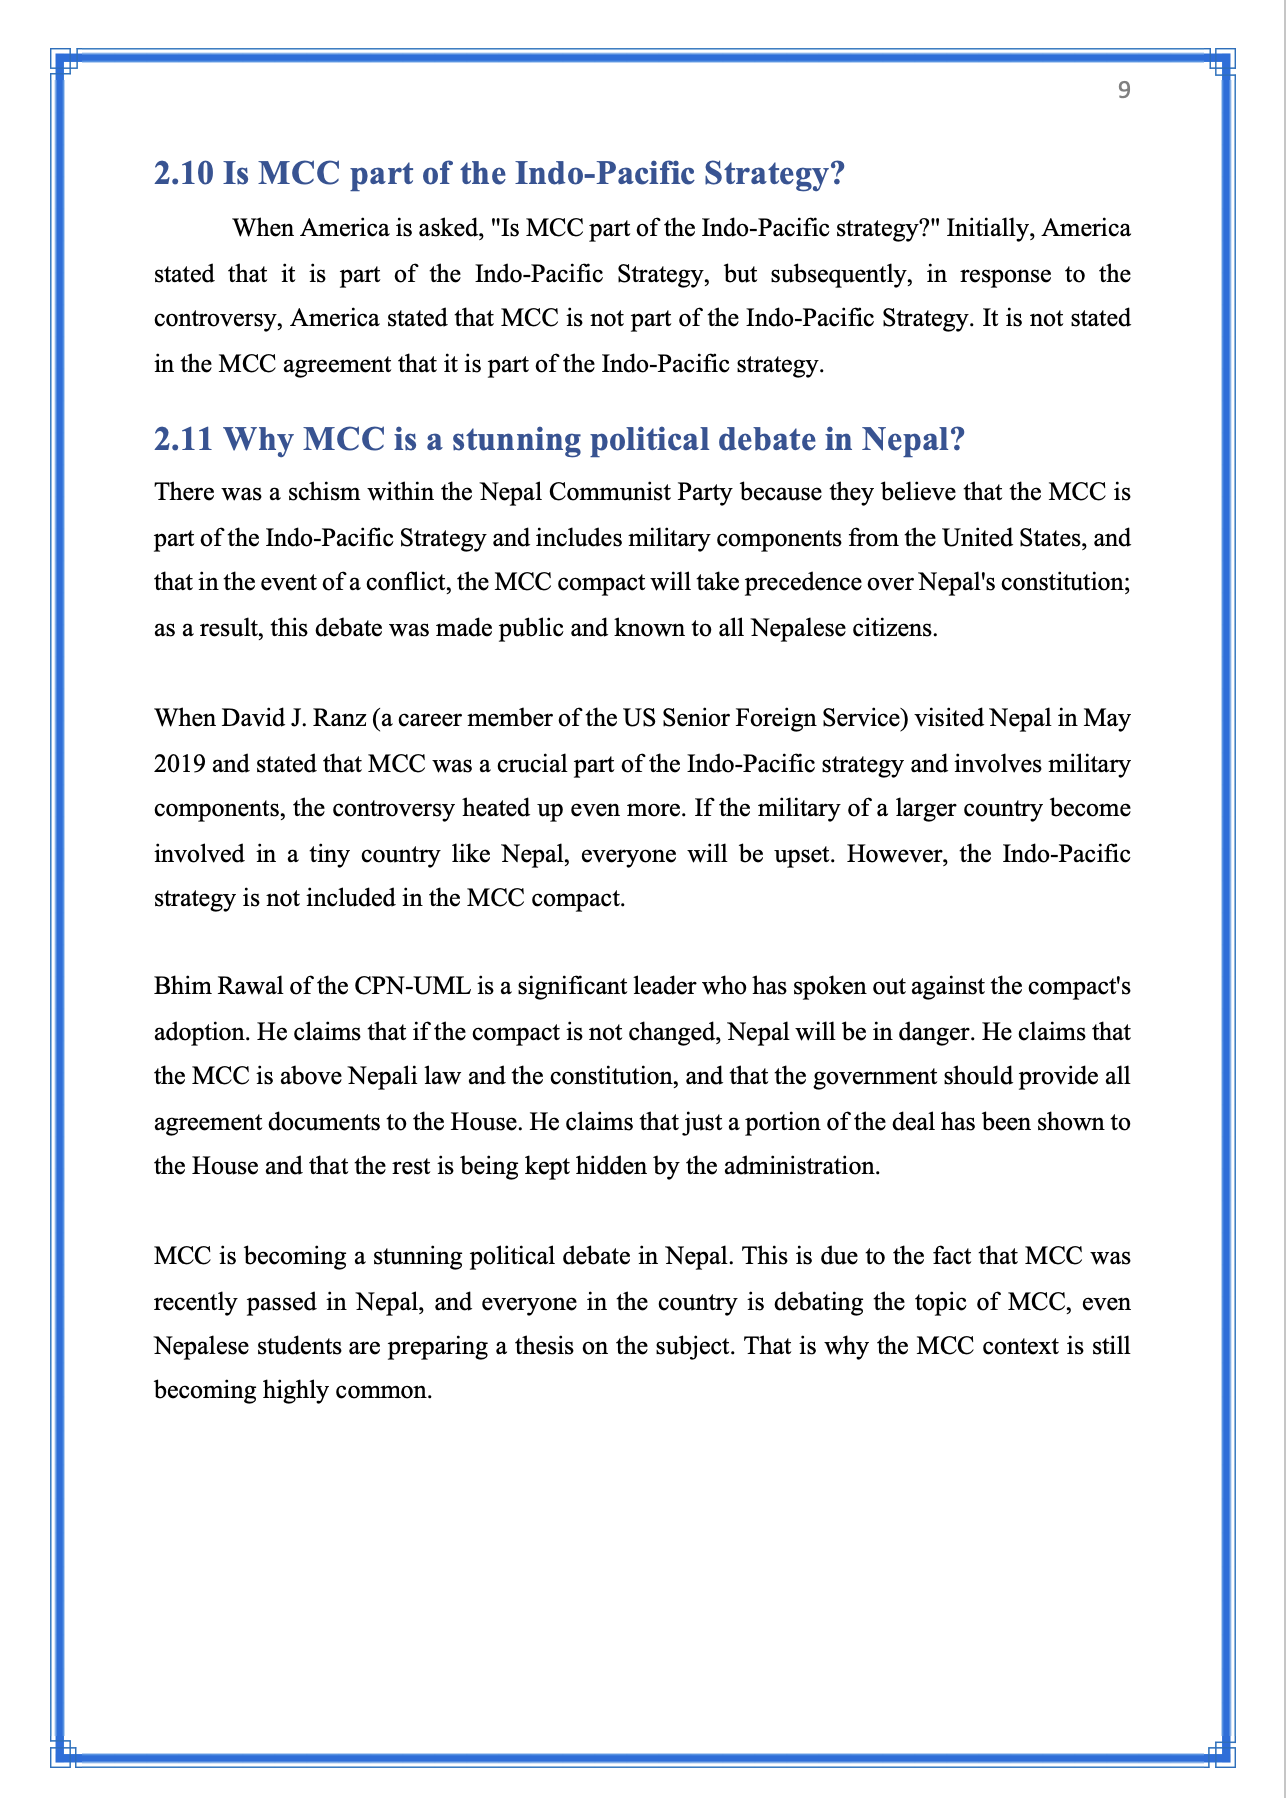 9
2.10 Is MCC part of the Indo-Pacific Strategy?
When America is asked, "Is MCC part of the Indo-Pacific strategy?" Initially, America
stated that it is part of the Indo-Pacific Strategy, but subsequently, in response to the
controversy, America stated that MCC is not part of the Indo-Pacific Strategy. It is not stated
in the MCC agreement that it is part of the Indo-Pacific strategy.
2.11 Why MCC is a stunning political debate in Nepal?
There was a schism within the Nepal Communist Party because they believe that the MCC is
part of the Indo-Pacific Strategy and includes military components from the United States, and
that in the event of a conflict, the MCC compact will take precedence over Nepal's constitution;
as a result, this debate was made public and known to all Nepalese citizens.
When David J. Ranz (a career member of the US Senior Foreign Service) visited Nepal in May
2019 and stated that MCC was a crucial part of the Indo-Pacific strategy and involves military
components, the controversy heated up even more. If the military of a larger country become
involved in a tiny country like Nepal, everyone will be upset. However, the Indo-Pacific
strategy is not included in the MCC compact.
Bhim Rawal of the CPN-UML is a significant leader who has spoken out against the compact's
adoption. He claims that if the compact is not changed, Nepal will be in danger. He claims that
the MCC is above Nepali law and the constitution, and that the government should provide all
agreement documents to the House. He claims that just a portion of the deal has been shown to
the House and that the rest is being kept hidden by the administration.
MCC is becoming a stunning political debate in Nepal. This is due to the fact that MCC was
recently passed in Nepal, and everyone in the country is debating the topic of MCC, even
Nepalese students are preparing a thesis on the subject. That is why the MCC context is still
becoming highly common.